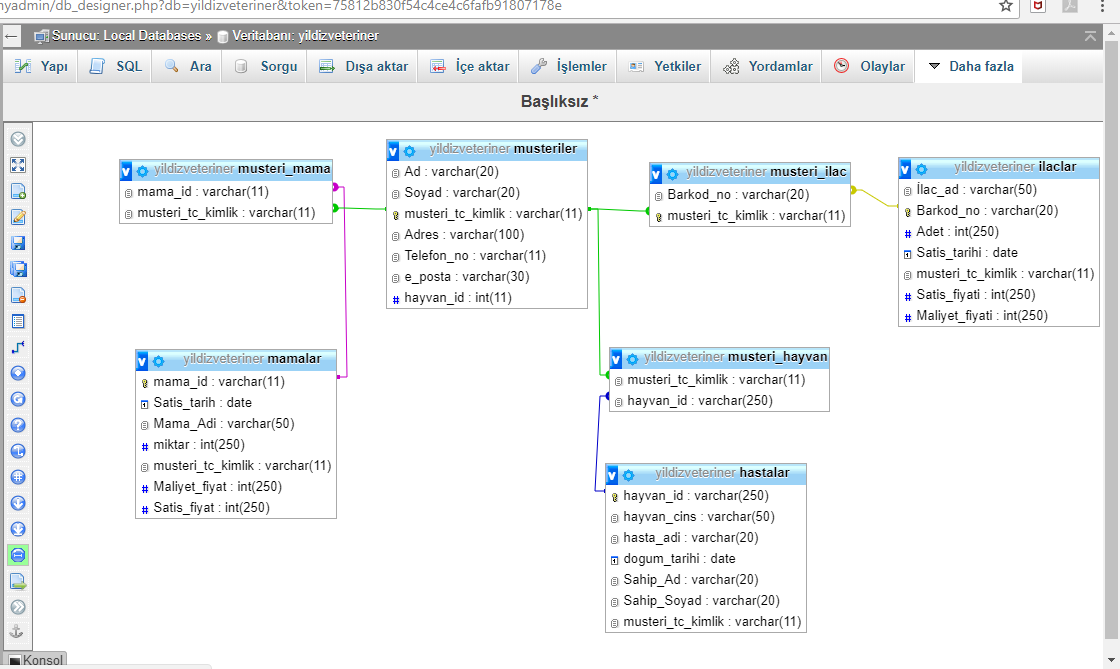 nyadmin/db_designer.php?db=yildizveteriner&token=75812b830f54c4ce4c6fafb91807178e
Sunucu: Local Databases » Veritabanı: yildizveteriner
Yapı SQL Ara Sorgu Dışa aktar İçe aktar İşlemler Yetkiler Yordamlar Olaylar Daha fazla
Başlıksız *
v yildizveteriner musteri_mama
mama_id : varchar(11)
musteri_tc_kimlik : varchar(11)
v yildizveteriner musteriler
Ad : varchar(20)
Soyad : varchar(20)
musteri_tc_kimlik : varchar(11)
Adres : varchar(100)
Telefon_no : varchar(11)
e_posta : varchar(30)
# hayvan_id : int(11)
v yildizveteriner musteri_ilac
Barkod_no : varchar(20)
musteri_tc_kimlik : varchar(11)
v yildizveteriner ilaclar
İlac_ad : varchar(50)
Barkod_no : varchar(20)
# Adet : int(250)
Satis_tarihi : date
musteri_tc_kimlik : varchar(11)
# Satis_fiyati : int(250)
# Maliyet_fiyati : int(250)
v yildizveteriner mamalar
mama_id : varchar(11)
Satis_tarih : date
Mama_Adi : varchar(50)
# miktar : int(250)
musteri_tc_kimlik : varchar(11)
# Maliyet_fiyat : int(250)
# Satis_fiyat : int(250)
v yildizveteriner musteri_hayvan
musteri_tc_kimlik : varchar(11)
hayvan_id : varchar(250)
v yildizveteriner hastalar
hayvan_id : varchar(250)
hayvan_cins : varchar(50)
hasta_adi : varchar(20)
dogum_tarihi : date
Sahip_Ad : varchar(20)
Sahip_Soyad : varchar(20)
musteri_tc_kimlik : varchar(11)
Konsol